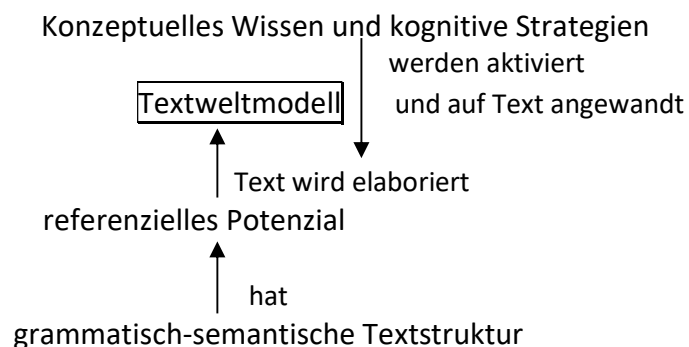 Konzeptuelles Wissen und kognitive Strategien
werden aktiviert
Textweltmodell
und auf Text angewandt
Text wird elaboriert
referenzielles Potenzial
hat
grammatisch-semantische Textstruktur